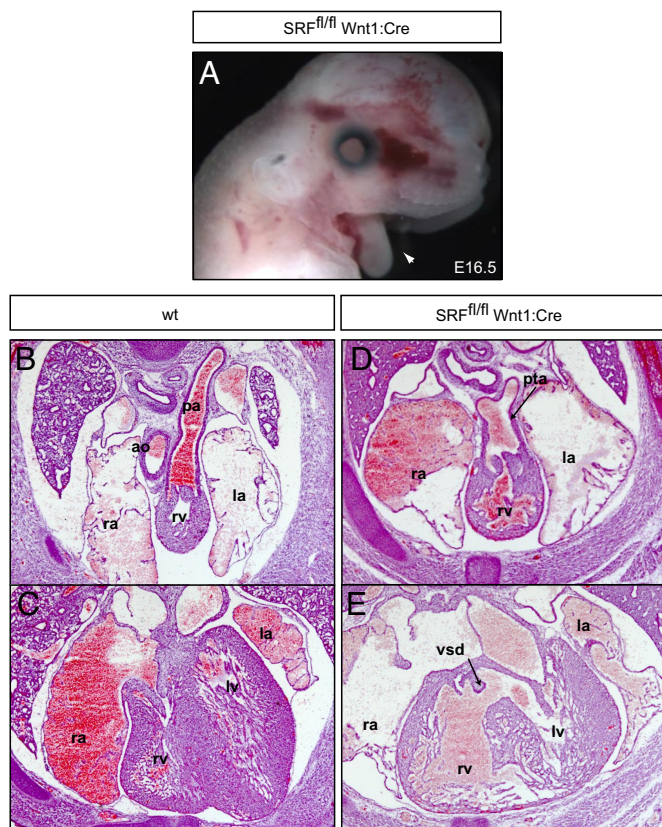 SRFfl/fl Wnt1:Cre
A
E16.5
wt
SRFfl/fl Wnt1:Cre
B
pa
ao
la
ra
rv
D
pta
la
ra
rv
C
la
lv
ra
rv
E
la
vsd
ra
lv
rv